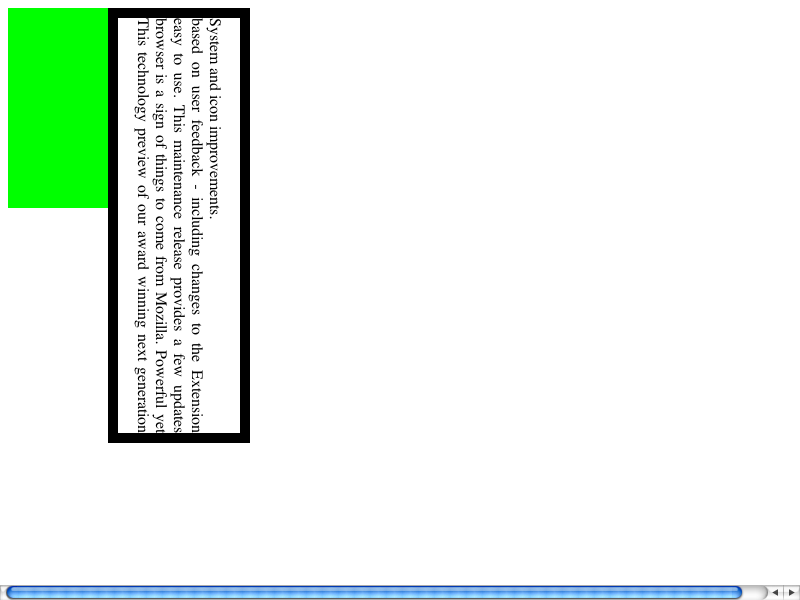 This technology preview of our award winning next generation
browser is a sign of things to come from Mozilla. Powerful yet
easy to use. This maintenance release provides a few updates
based on user feedback - including changes to the Extension
System and icon improvements.